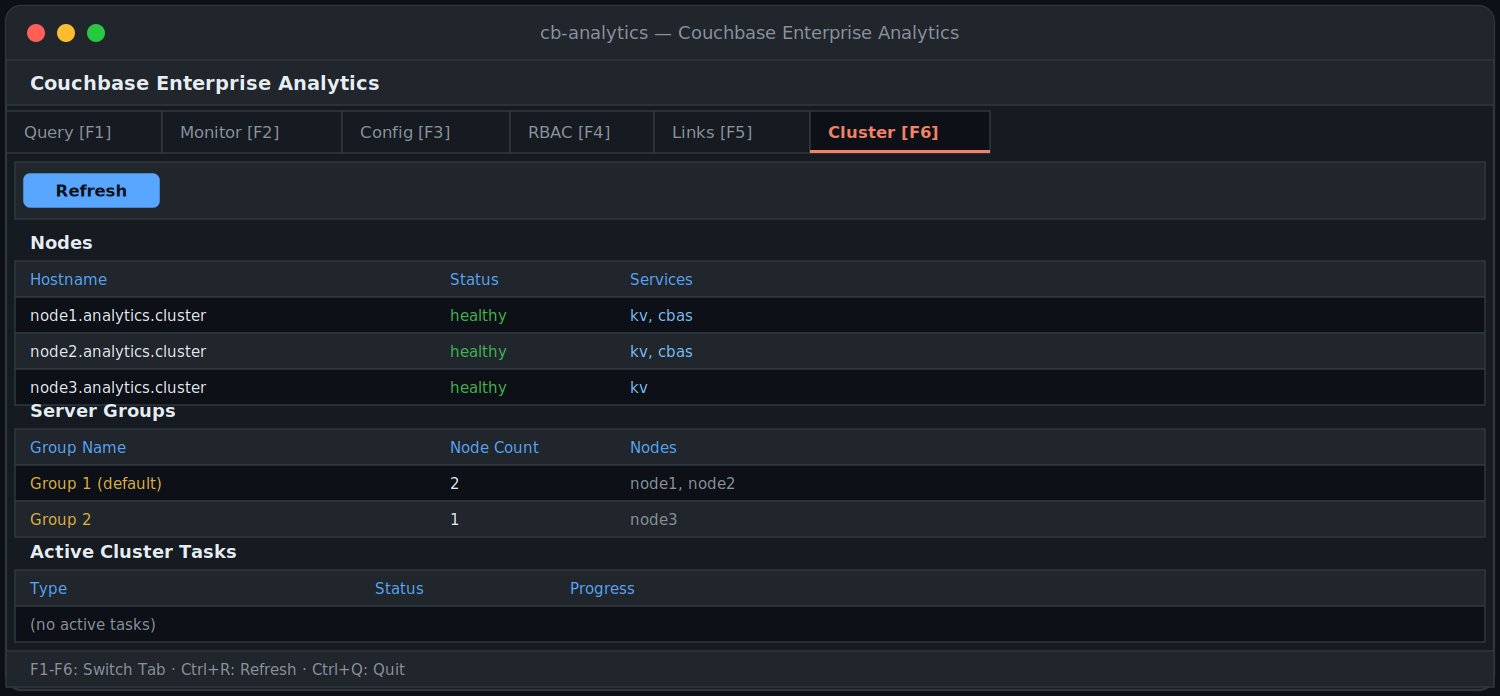 cb-analytics — Couchbase Enterprise Analytics
Couchbase Enterprise Analytics
Query [F1] Monitor [F2] Config [F3] RBAC [F4] Links [F5] Cluster [F6]
Refresh
Nodes
Hostname Status Services
node1.analytics.cluster healthy kv, cbas
node2.analytics.cluster healthy kv, cbas
node3.analytics.cluster healthy kv
Server Groups
Group Name Node Count Nodes
Group 1 (default) 2 node1, node2
Group 2 1 node3
Active Cluster Tasks
Type Status Progress
(no active tasks)
F1-F6: Switch Tab · Ctrl+R: Refresh · Ctrl+Q: Quit